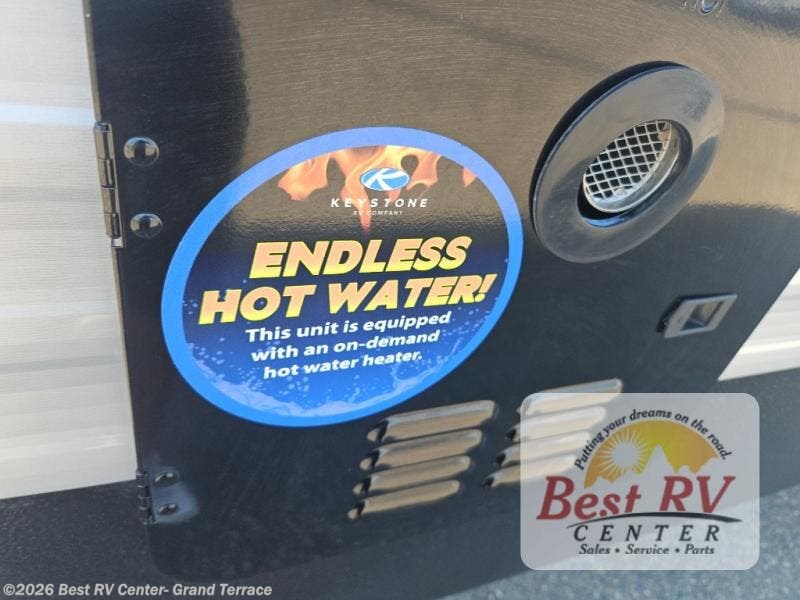 KEYSTONE
RV COMPANY
ENDLESS
HOT WATER!
This unit is equipped
with an on-demand
hot water heater.
Putting your dreams on the road.
Best RV
CENTER
Sales • Service • Parts
©2026 Best RV Center- Grand Terrace